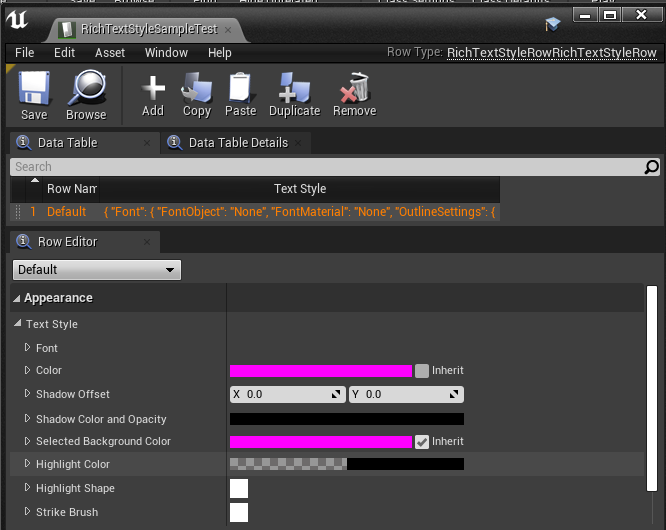 RichTextStyleSampleTest
File Edit Asset Window Help Row Type: RichTextStyleRowRichTextStyleRow
Save Browse Add Copy Paste Duplicate Remove
Data Table Data Table Details
Search
Row Nam Text Style
1 Default { "Font": { "FontObject": "None", "FontMaterial": "None", "OutlineSettings": {
Row Editor
Default
Appearance
Text Style
Font
Color Inherit
Shadow Offset X 0.0 Y 0.0
Shadow Color and Opacity
Selected Background Color Inherit
Highlight Color
Highlight Shape
Strike Brush